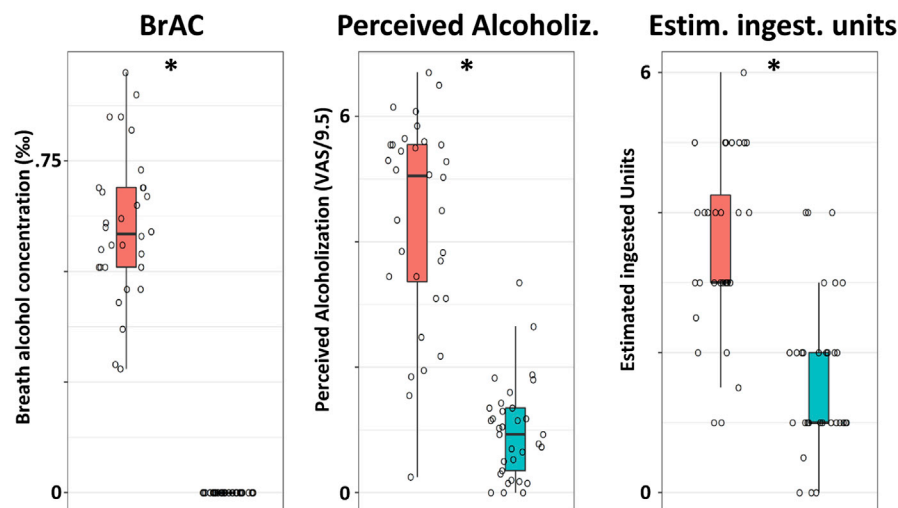 BrAC
Perceived Alcoholiz.
Estim. ingest. units
*
*
*
Breath alcohol concentration (‰)
.75
0
Perceived Alcoholization (VAS/9.5)
6
0
Estimated ingested Uniits
6
0